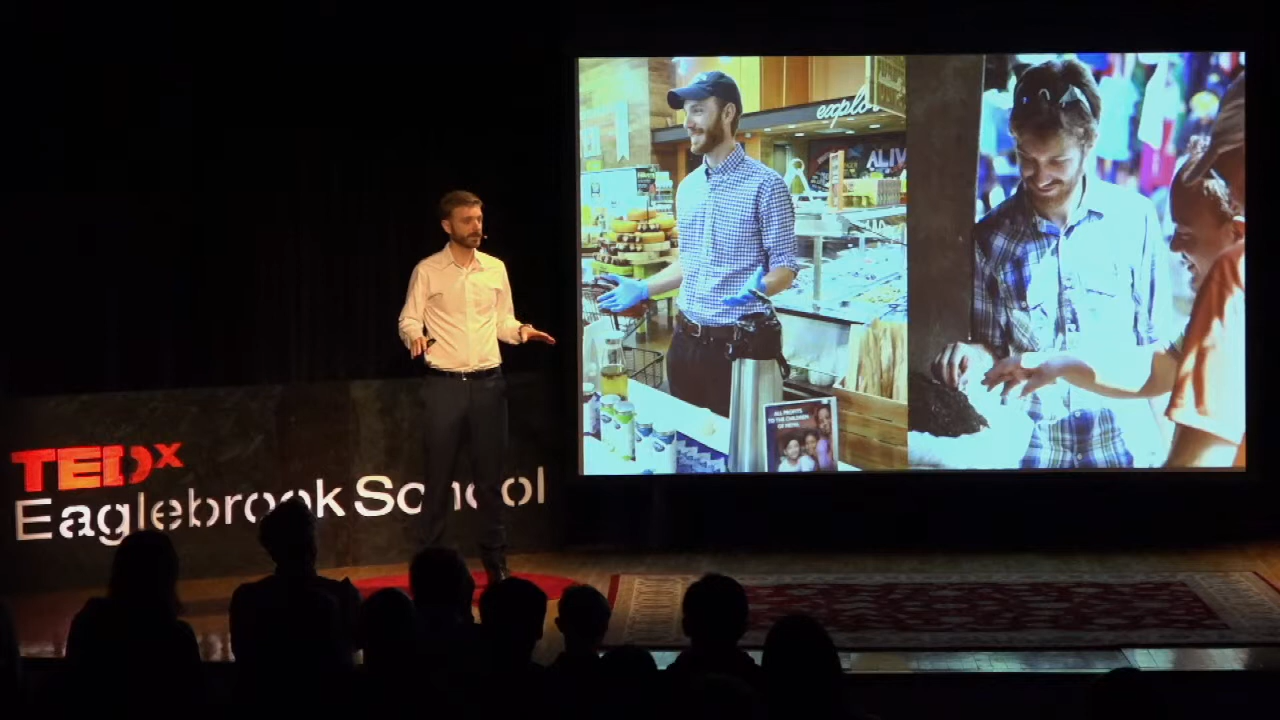 TEDx
Eaglebrook School
explo
ALIV
ALL PROFITS
TO THE CHILDREN
OF NEPAL